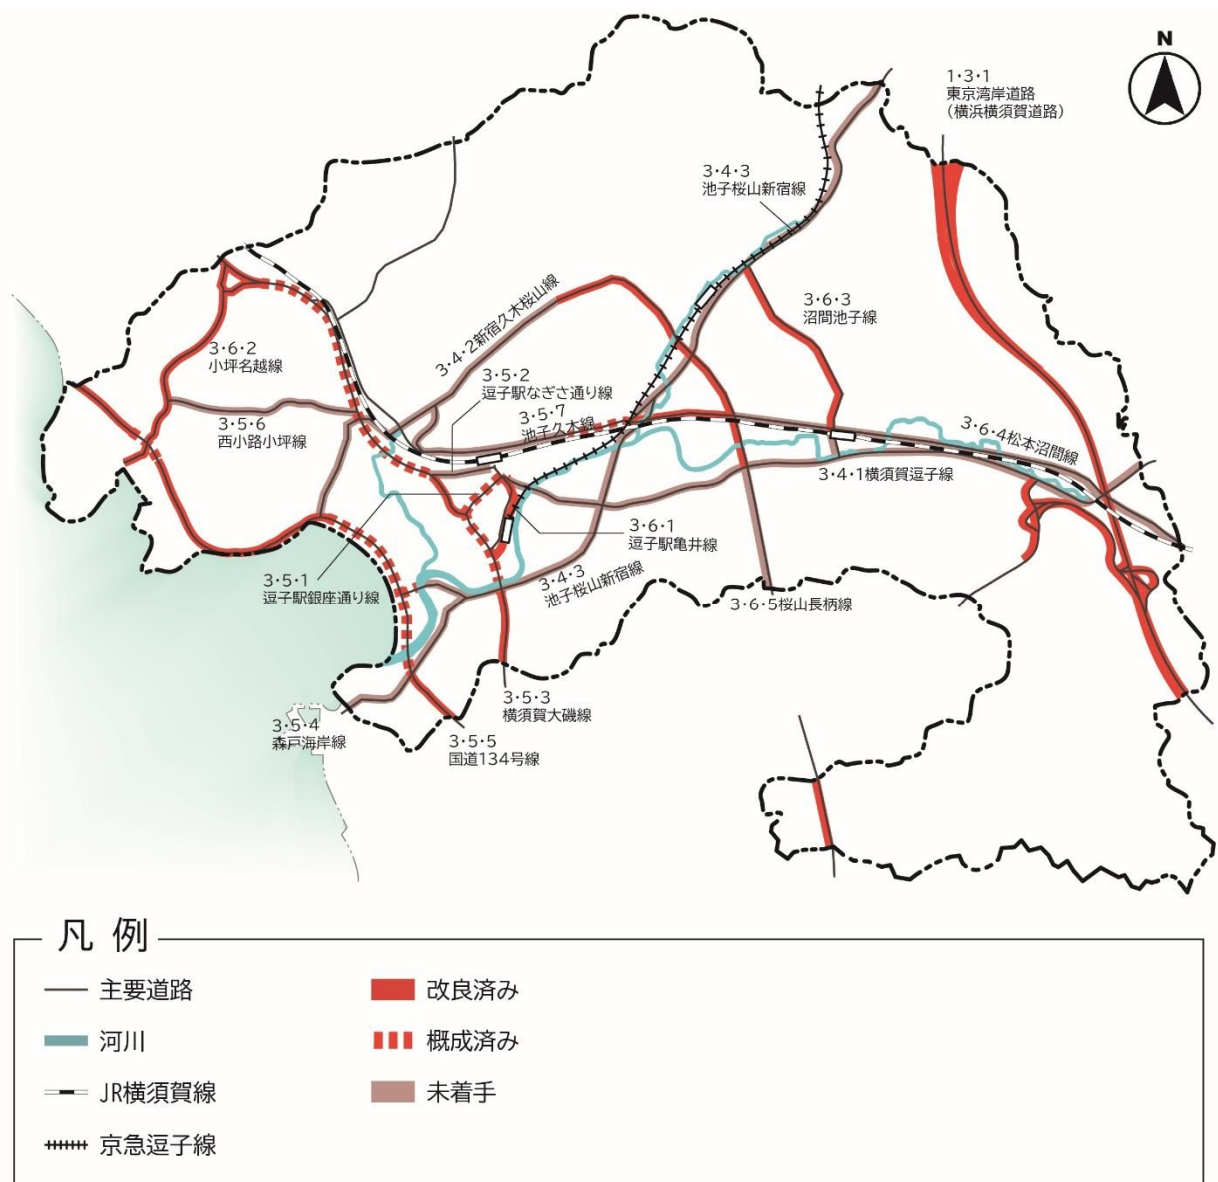 N
1・3・1
東京湾岸道路
(横浜横須賀道路)
3・4・3
池子桜山新宿線
3・6・3
沼間池子線
3・4・2新宿久木桜山線
3・6・2
小坪名越線
3・5・2
逗子駅なぎさ通り線
3・5・7
池子久木線
3・5・6
西小路小坪線
3・6・4松本沼間線
3・4・1横須賀逗子線
3・6・1
逗子駅亀井線
3・5・1
逗子駅銀座通り線
3・4・3
池子桜山新宿線
3・6・5桜山長柄線
3・5・3
横須賀大磯線
3・5・4
森戸海岸線
3・5・5
国道134号線
凡 例
主要道路
改良済み
河川
概成済み
JR横須賀線
未着手
京急逗子線